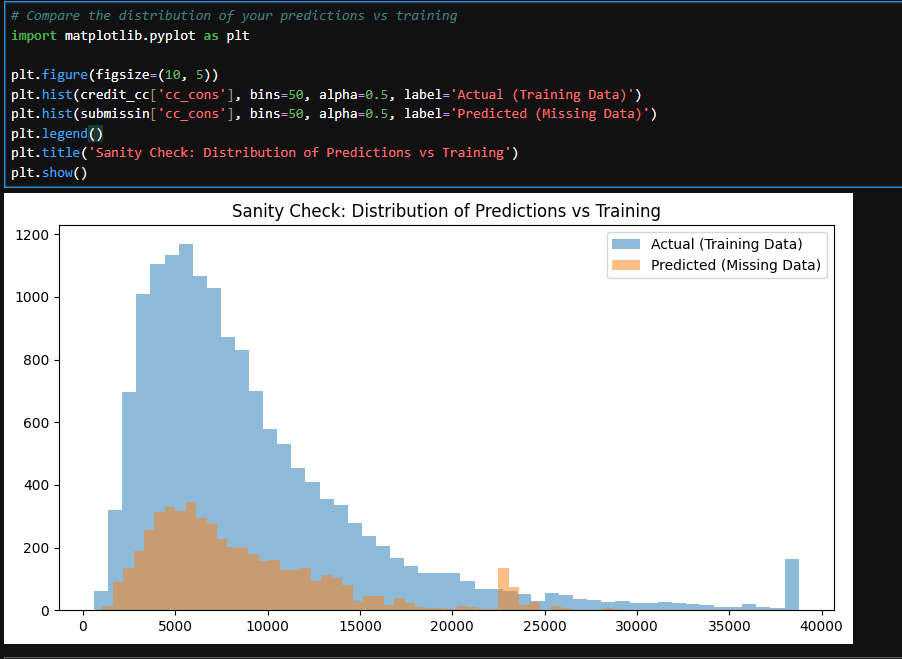 # Compare the distribution of your predictions vs training
import matplotlib.pyplot as plt
plt.figure(figsize=(10, 5))
plt.hist(credit_cc['cc_cons'], bins=50, alpha=0.5, label='Actual (Training Data)')
plt.hist(submissin['cc_cons'], bins=50, alpha=0.5, label='Predicted (Missing Data)')
plt.legend()
plt.title('Sanity Check: Distribution of Predictions vs Training')
plt.show()
Sanity Check: Distribution of Predictions vs Training
Actual (Training Data)
Predicted (Missing Data)
1200
1000
800
600
400
200
0
0 5000 10000 15000 20000 25000 30000 35000 40000